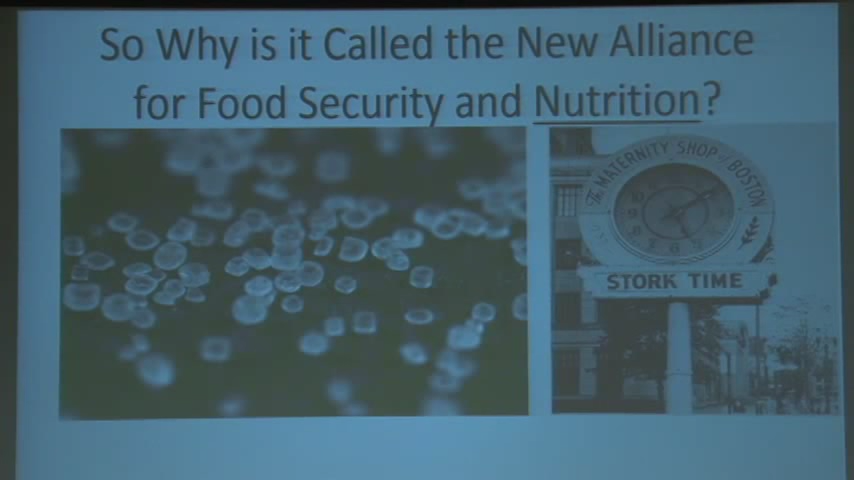 So Why is it Called the New Alliance
for Food Security and Nutrition?
The MATERNITY SHOP of BOSTON
STORK TIME